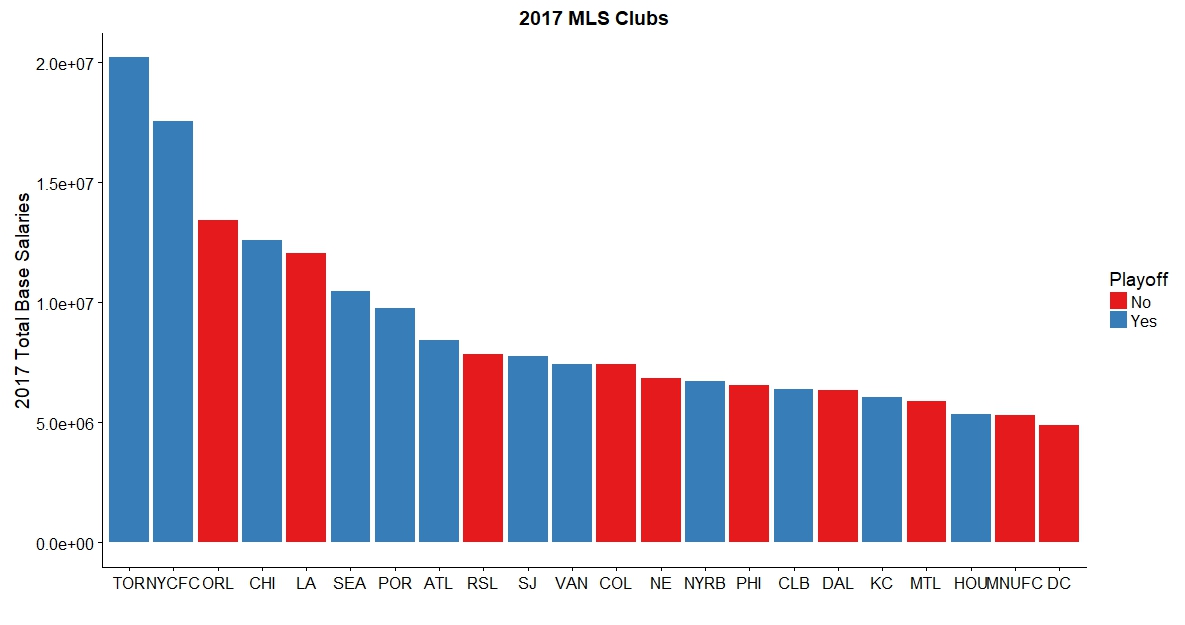 2017 MLS Clubs
2017 Total Base Salaries
2.0e+07
1.5e+07
1.0e+07
5.0e+06
0.0e+00
TOR NYCFC ORL CHI LA SEA POR ATL RSL SJ VAN COL NE NYRB PHI CLB DAL KC MTL HOU MNUFC DC
Playoff
No
Yes